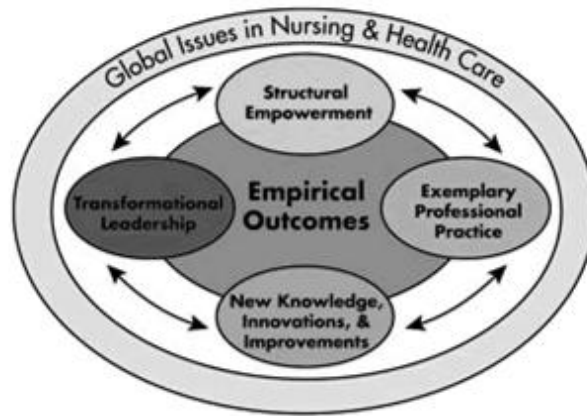 Global Issues in Nursing & Health Care
Structural
Empowerment
Transformational
Leadership
Empirical
Outcomes
Exemplary
Professional
Practice
New Knowledge,
Innovations, &
Improvements